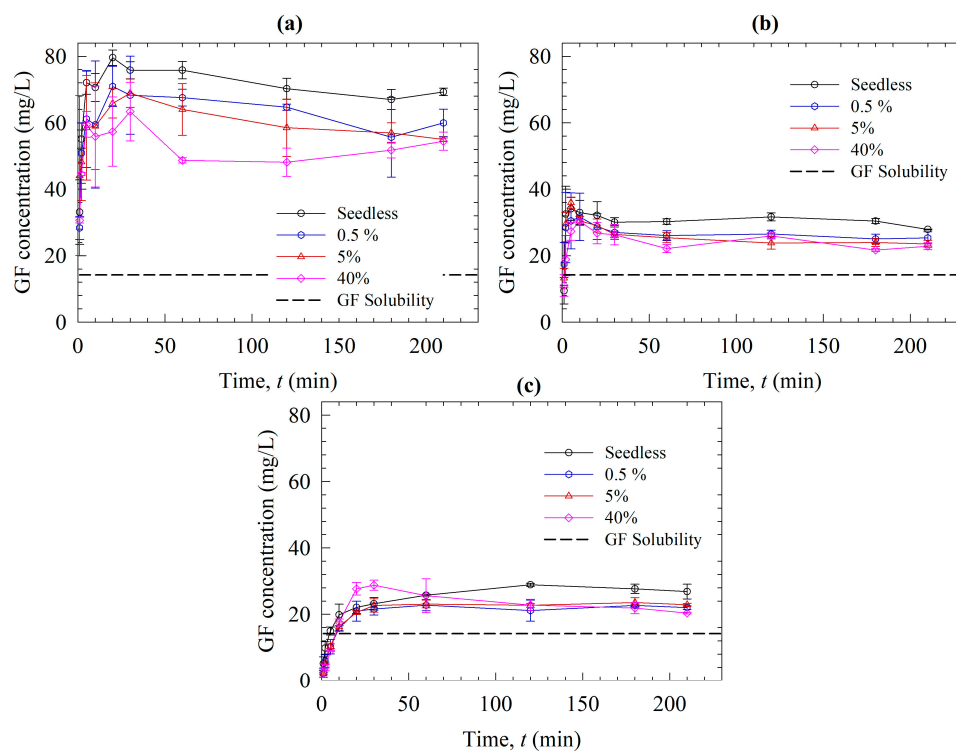 (a)
(b)
80
60
40
20
0
GF concentration (mg/L)
Seedless
0.5 %
5%
40%
GF Solubility
0 50 100 150 200
Time, t (min)
80
60
40
20
0
GF concentration (mg/L)
Seedless
0.5 %
5%
40%
GF Solubility
0 50 100 150 200
Time, t (min)
(c)
80
60
40
20
0
GF concentration (mg/L)
Seedless
0.5 %
5%
40%
GF Solubility
0 50 100 150 200
Time, t (min)